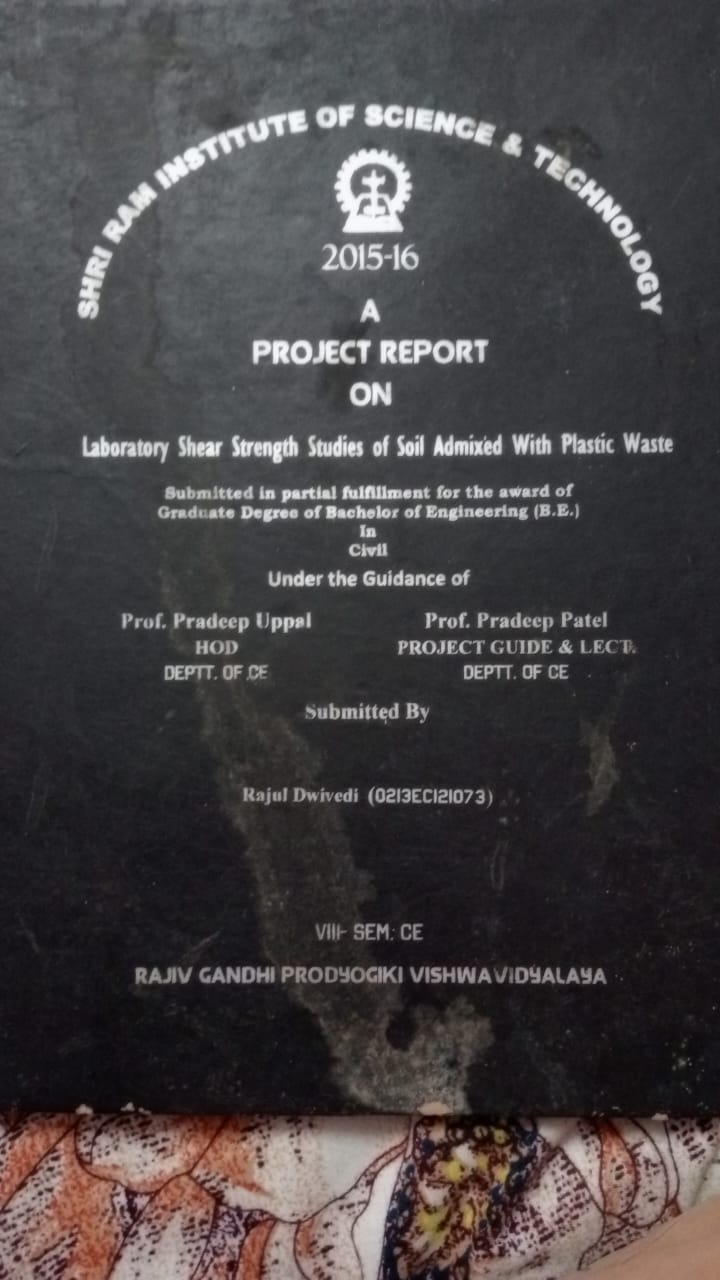 SHRI RAM INSTITUTE OF SCIENCE & TECHNOLOGY
2015-16
A
PROJECT REPORT
ON
Laboratory Shear Strength Studies of Soil Admixed With Plastic Waste
Submitted in partial fulfillment for the award of
Graduate Degree of Bachelor of Engineering (B.E.)
In
Civil
Under the Guidance of
Prof. Pradeep Uppal Prof. Pradeep Patel
HOD PROJECT GUIDE & LECT.
DEPTT. OF CE DEPTT. OF CE
Submitted By
Rajul Dwivedi (0213EC121073)
VIII- SEM. CE
RAJIV GANDHI PRODYOGIKI VISHWAVIDYALAYA